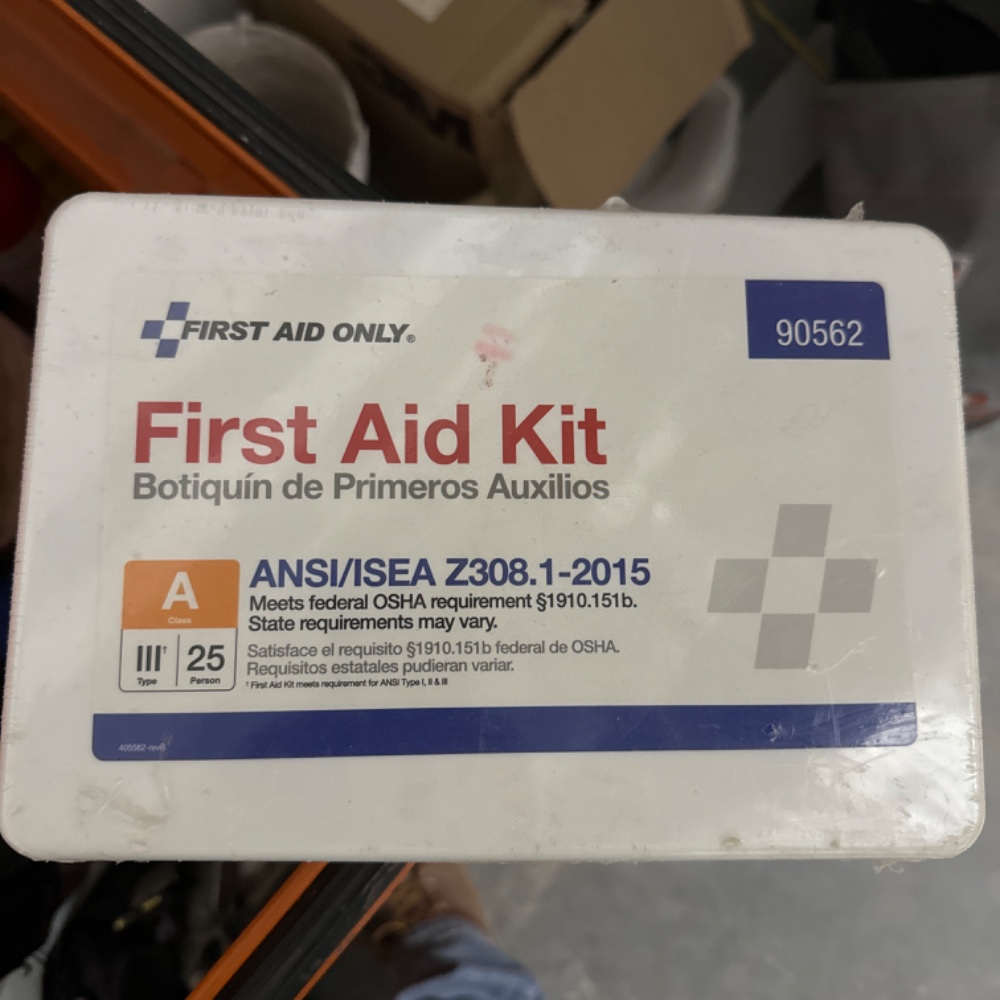 FIRST AID ONLY®
90562
First Aid Kit
Botiquín de Primeros Auxilios
A
Class
III†
Type
25
Person
ANSI/ISEA Z308.1-2015
Meets federal OSHA requirement §1910.151b.
State requirements may vary.
Satisface el requisito §1910.151b federal de OSHA.
Requisitos estatales pudieran variar.
† First Aid Kit meets requirement for ANSI Type I, II & III